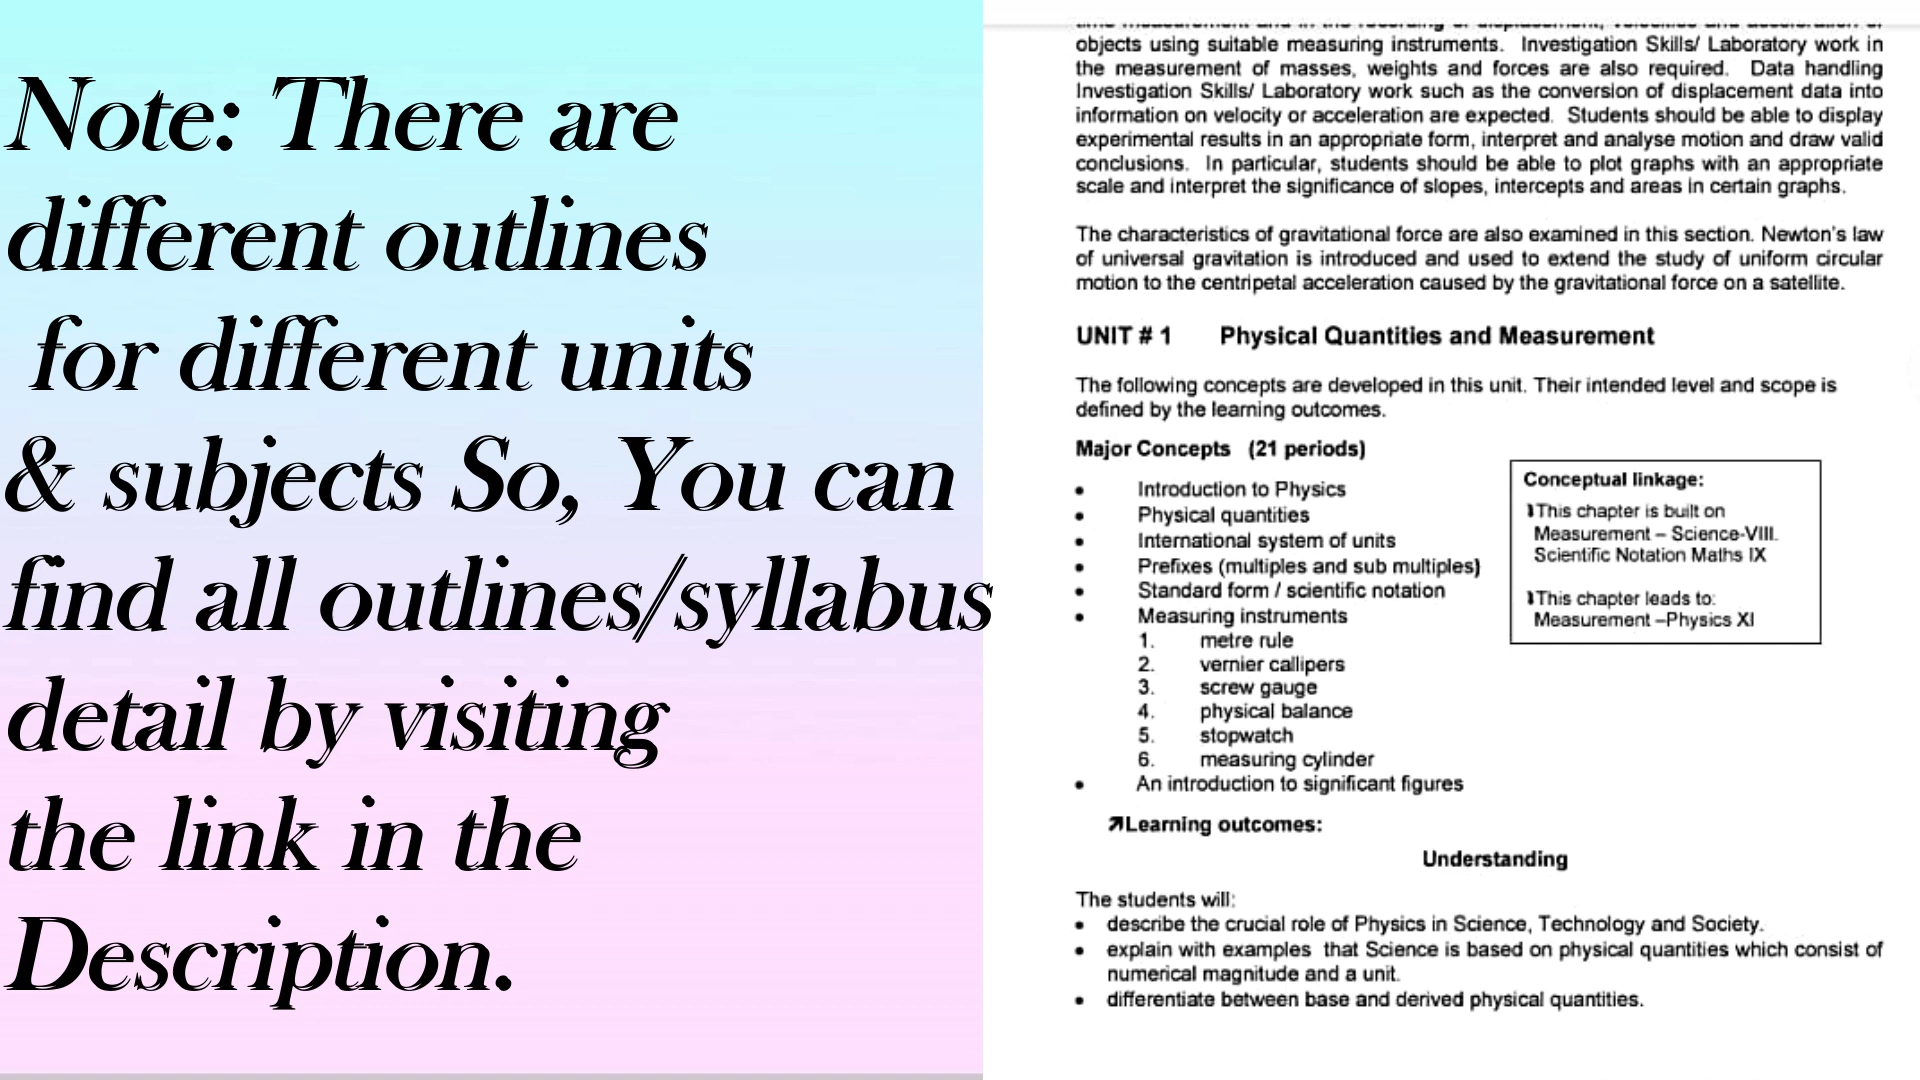 Note: There are
different outlines
for different units
& subjects So, You can
find all outlines/syllabus
detail by visiting
the link in the
Description.
time measurement and in the recording of displacement, velocities and acceleration of
objects using suitable measuring instruments. Investigation Skills/ Laboratory work in
the measurement of masses, weights and forces are also required. Data handling
Investigation Skills/ Laboratory work such as the conversion of displacement data into
information on velocity or acceleration are expected. Students should be able to display
experimental results in an appropriate form, interpret and analyse motion and draw valid
conclusions. In particular, students should be able to plot graphs with an appropriate
scale and interpret the significance of slopes, intercepts and areas in certain graphs.
The characteristics of gravitational force are also examined in this section. Newton's law
of universal gravitation is introduced and used to extend the study of uniform circular
motion to the centripetal acceleration caused by the gravitational force on a satellite.
UNIT # 1 Physical Quantities and Measurement
The following concepts are developed in this unit. Their intended level and scope is
defined by the learning outcomes.
Major Concepts (21 periods)
• Introduction to Physics
• Physical quantities
• International system of units
• Prefixes (multiples and sub multiples)
• Standard form / scientific notation
• Measuring instruments
1. metre rule
2. vernier callipers
3. screw gauge
4. physical balance
5. stopwatch
6. measuring cylinder
• An introduction to significant figures
Conceptual linkage:
This chapter is built on
Measurement – Science-VIII.
Scientific Notation Maths IX
This chapter leads to:
Measurement –Physics XI
Learning outcomes:
Understanding
The students will:
• describe the crucial role of Physics in Science, Technology and Society.
• explain with examples that Science is based on physical quantities which consist of
numerical magnitude and a unit.
• differentiate between base and derived physical quantities.